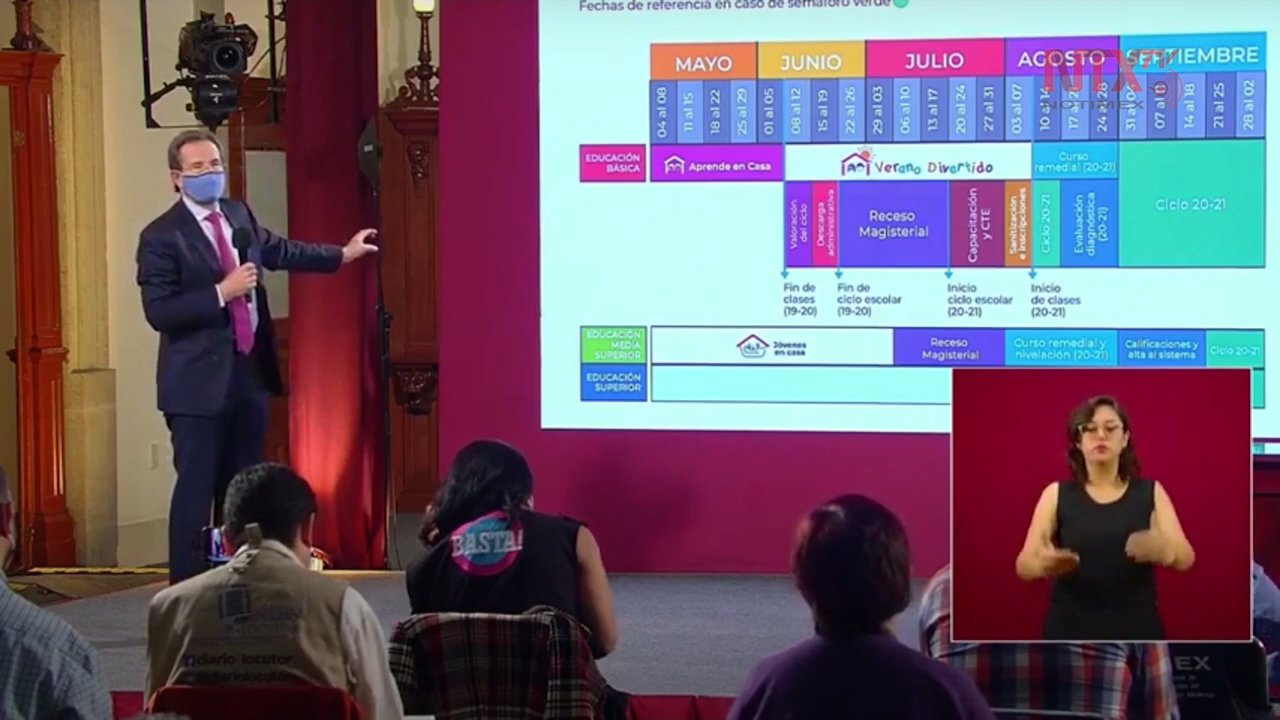 Fechas de referencia en caso de semáforo verde
MAYO
JUNIO
JULIO
AGOSTO
SEPTIEMBRE
NTX
NOTIMEX
04 al 08
11 al 15
18 al 22
25 al 29
01 al 05
08 al 12
15 al 19
22 al 26
29 al 03
06 al 10
13 al 17
20 al 24
27 al 31
03 al 07
10 al 14
17 al 21
24 al 28
31 al 04
07 al 11
14 al 18
21 al 25
28 al 02
EDUCACIÓN
BÁSICA
Aprende en Casa
Verano Divertido
Curso
remedial (20-21)
Valoración
del ciclo
Descarga
administrativa
Receso
Magisterial
Capacitación
y CTE
Sanitización
e inscripciones
Ciclo 20-21
Evaluación
diagnóstica
(20-21)
Ciclo 20-21
Fin de
clases
(19-20)
Fin de
ciclo escolar
(19-20)
Inicio
ciclo escolar
(20-21)
Inicio
de clases
(20-21)
EDUCACIÓN
MEDIA
SUPERIOR
Jóvenes
en casa
Receso
Magisterial
Curso remedial y
nivelación (20-21)
Calificaciones y
alta al sistema
Ciclo 20-21
EDUCACIÓN
SUPERIOR
BASTA!
diario locutor
@diariolocutor
EX